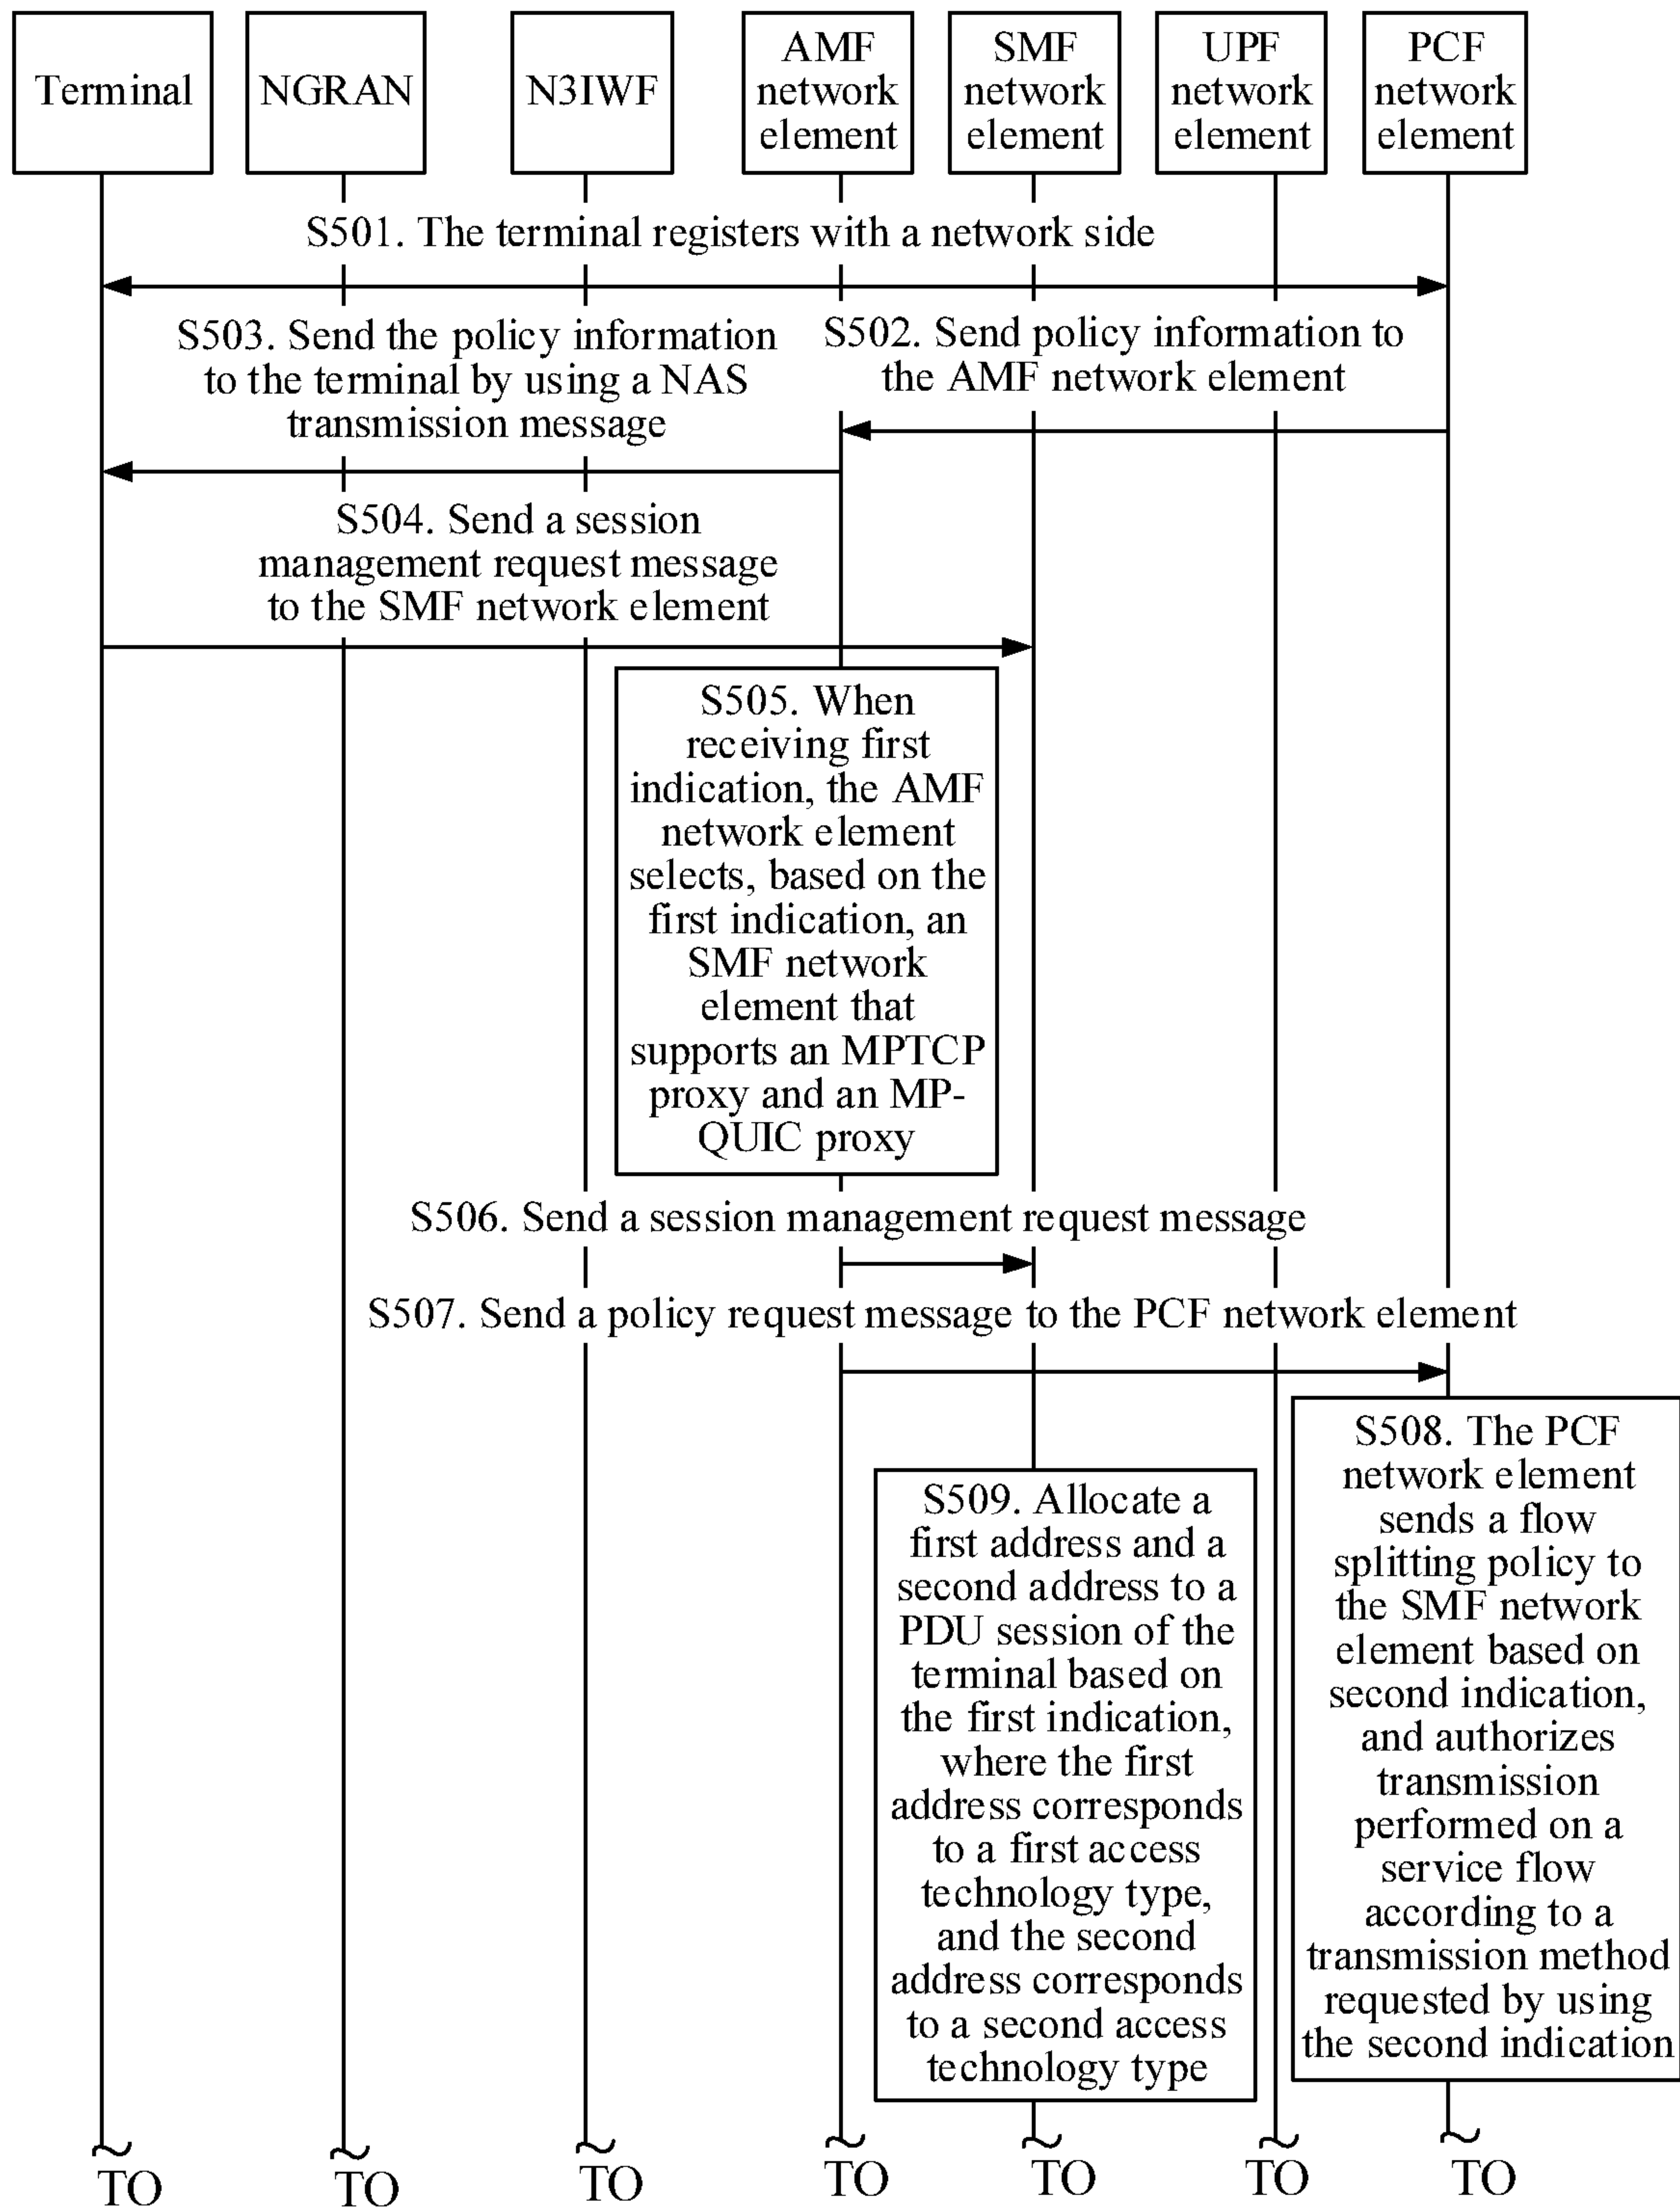 Terminal
NGRAN
N3IWF
AMF
network
element
SMF
network
element
UPF
network
element
PCF
network
element
S501. The terminal registers with a network side
S503. Send the policy information
to the terminal by using a NAS
transmission message
S502. Send policy information to
the AMF network element
S504. Send a session
management request message
to the SMF network element
S505. When
receiving first
indication, the AMF
network element
selects, based on the
first indication, an
SMF network
element that
supports an MPTCP
proxy and an MP-
QUIC proxy
S506. Send a session management request message
S507. Send a policy request message to the PCF network element
S508. The PCF
network element
sends a flow
splitting policy to
the SMF network
element based on
second indication,
and authorizes
transmission
performed on a
service flow
according to a
transmission method
requested by using
the second indication
S509. Allocate a
first address and a
second address to a
PDU session of the
terminal based on
the first indication,
where the first
address corresponds
to a first access
technology type,
and the second
address corresponds
to a second access
technology type
TO
TO
TO
TO
TO
TO
TO